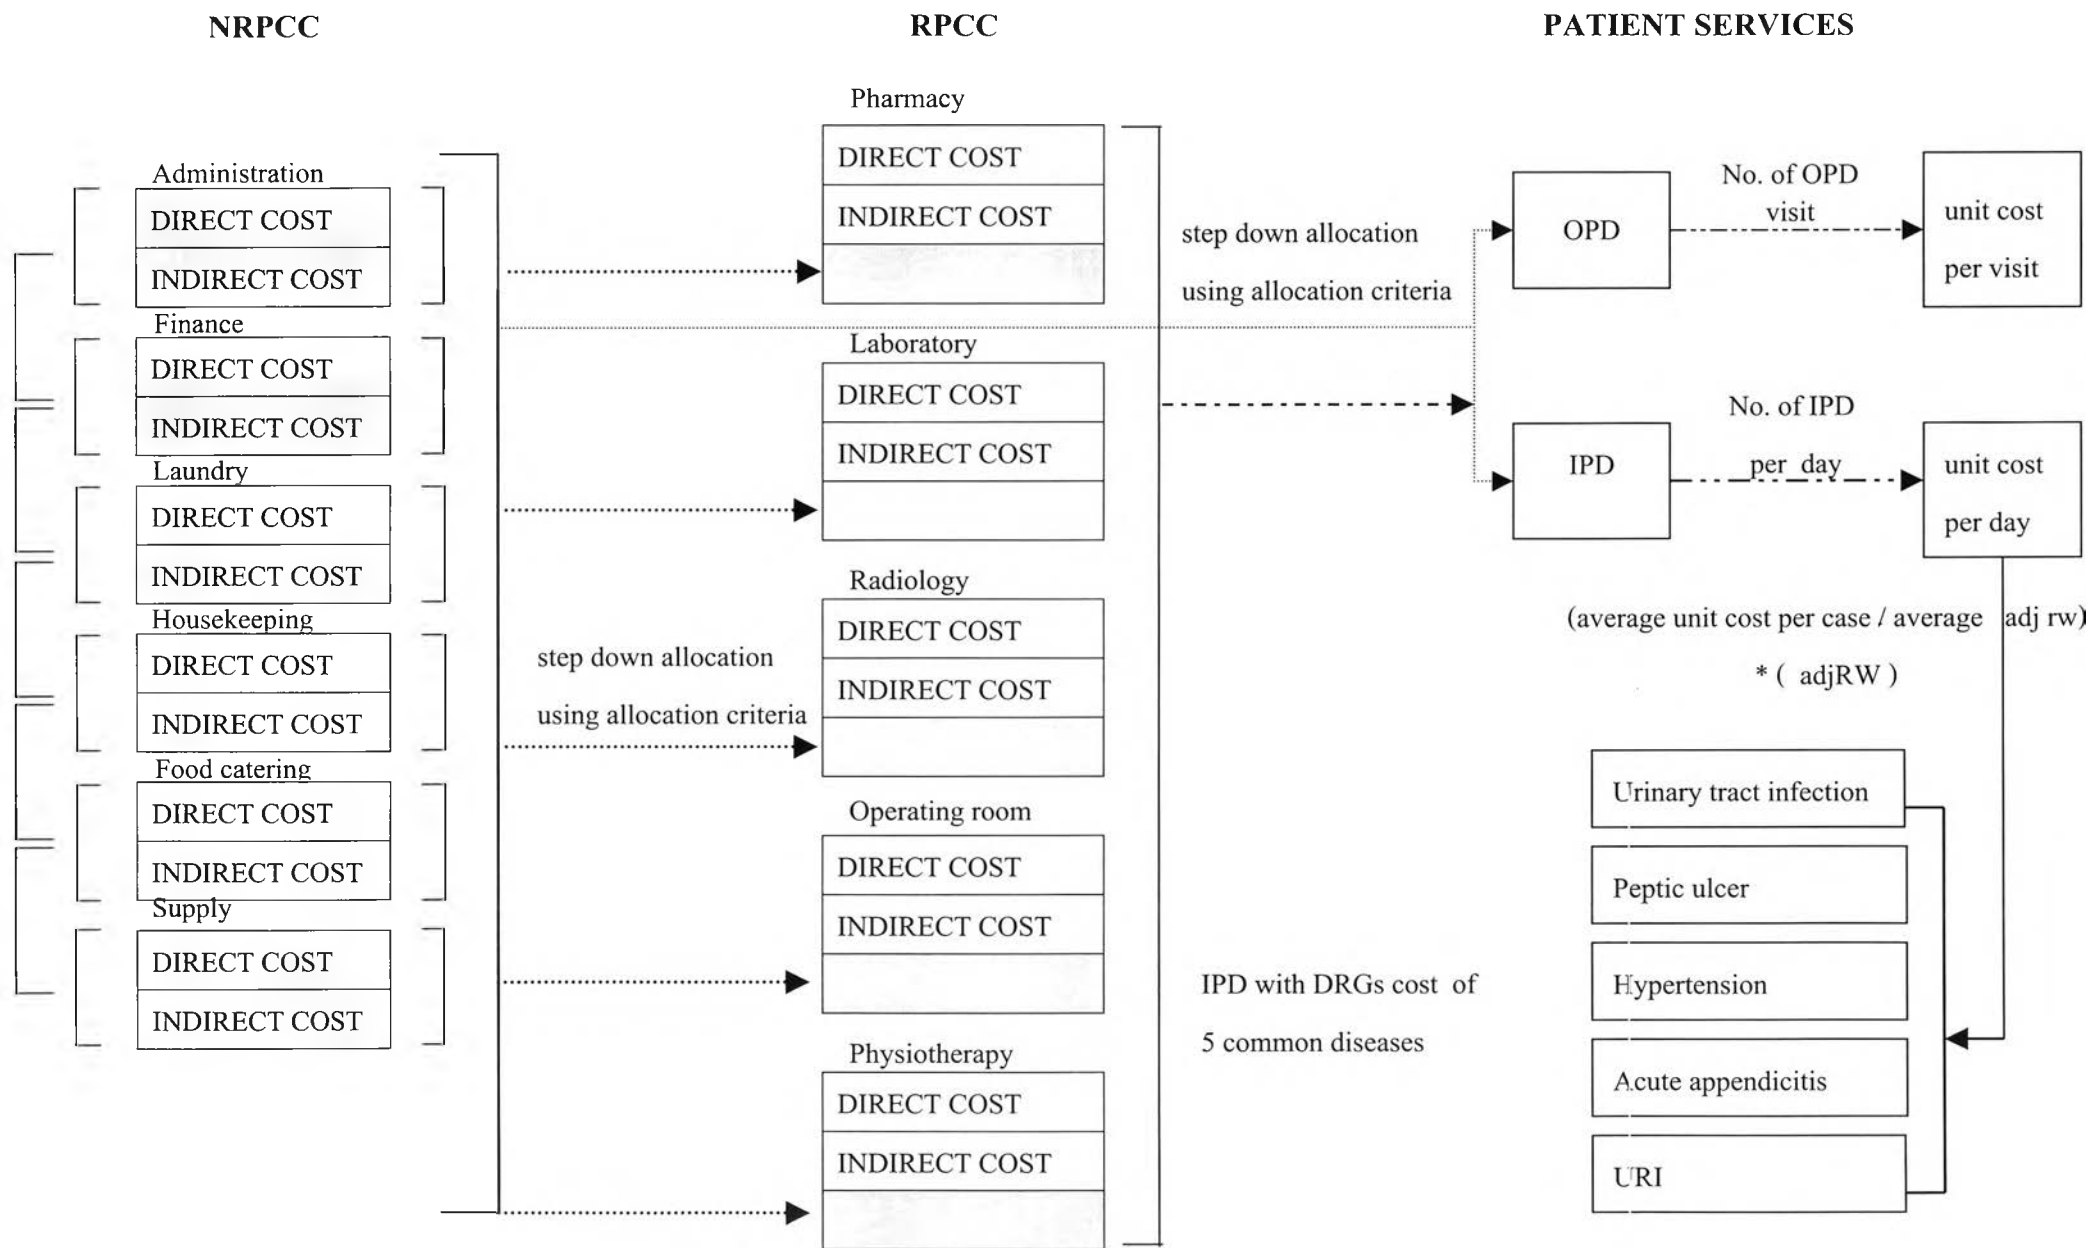 NRPCC
RPCC
PATIENT SERVICES
Administration
DIRECT COST
INDIRECT COST
Finance
DIRECT COST
INDIRECT COST
Laundry
DIRECT COST
INDIRECT COST
Housekeeping
DIRECT COST
INDIRECT COST
Food catering
DIRECT COST
INDIRECT COST
Supply
DIRECT COST
INDIRECT COST
step down allocation
using allocation criteria
Pharmacy
DIRECT COST
INDIRECT COST
Laboratory
DIRECT COST
INDIRECT COST
Radiology
DIRECT COST
INDIRECT COST
Operating room
DIRECT COST
INDIRECT COST
Physiotherapy
DIRECT COST
INDIRECT COST
step down allocation
using allocation criteria
OPD
No. of OPD
visit
unit cost
per visit
IPD
No. of IPD
per day
unit cost
per day
(average unit cost per case / average adj rw)
* ( adjRW )
IPD with DRGs cost of
5 common diseases
Urinary tract infection
Peptic ulcer
Hypertension
Acute appendicitis
URI